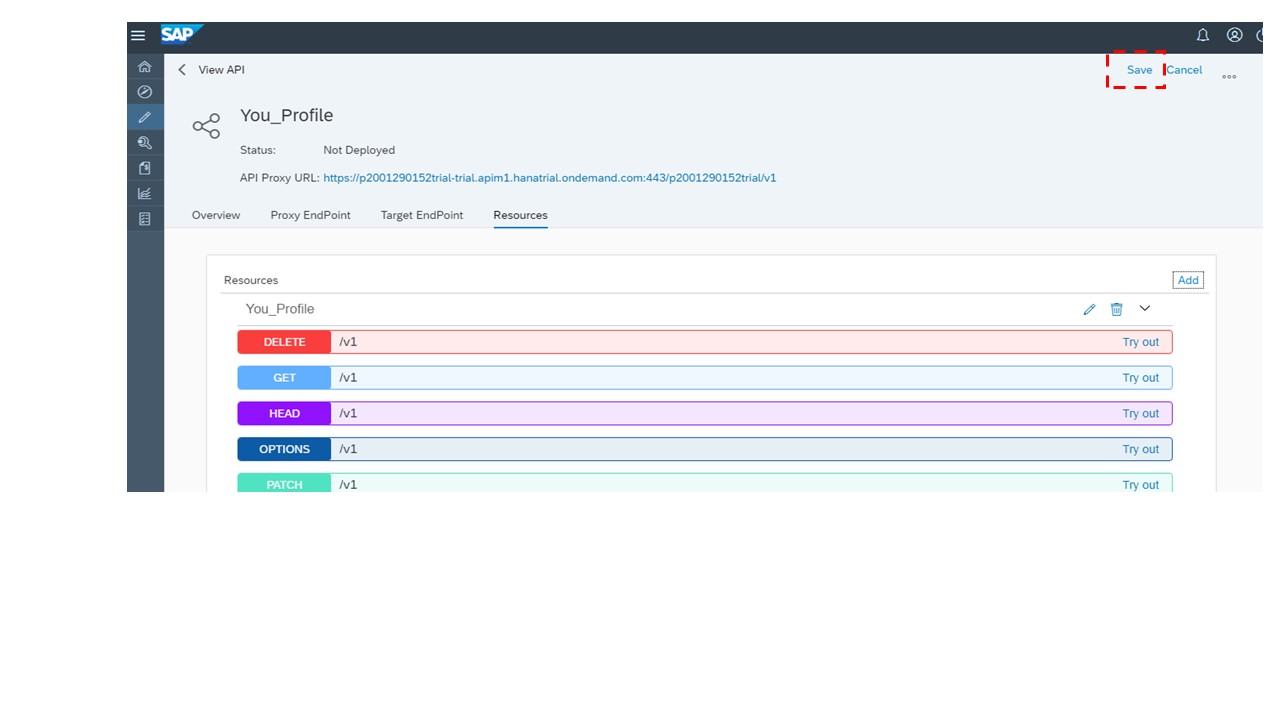 SAP
View API
Save Cancel
You_Profile
Status: Not Deployed
API Proxy URL: https://p2001290152trial-trial.apim1.hanatrial.ondemand.com:443/p2001290152trial/v1
Overview Proxy EndPoint Target EndPoint Resources
Resources Add
You_Profile
DELETE /v1 Try out
GET /v1 Try out
HEAD /v1 Try out
OPTIONS /v1 Try out
PATCH /v1 Try out